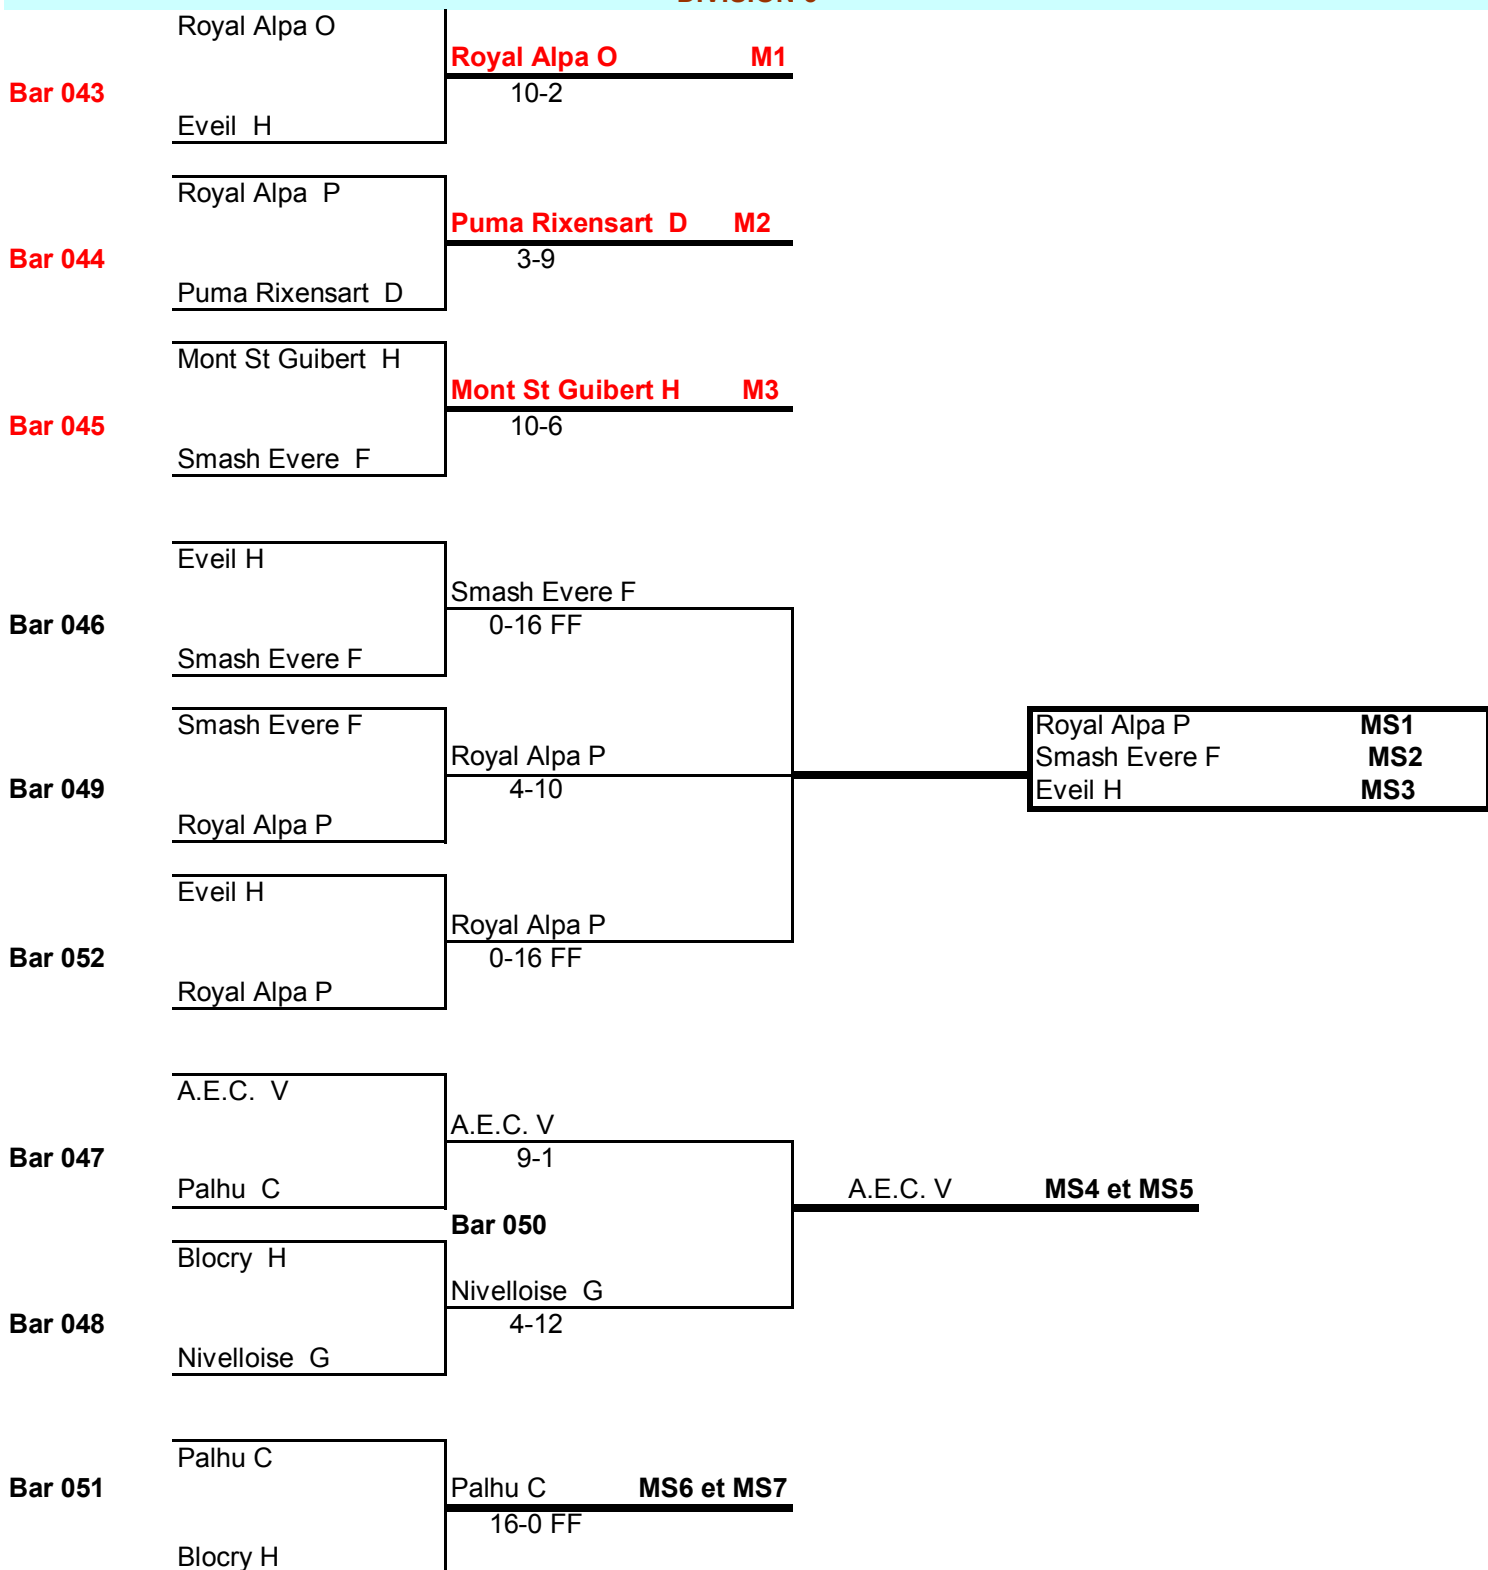 Royal Alpa O
Royal Alpa O M1
Bar 043
10-2
Eveil H
Royal Alpa P
Puma Rixensart D M2
Bar 044
3-9
Puma Rixensart D
Mont St Guibert H
Mont St Guibert H M3
Bar 045
10-6
Smash Evere F
Eveil H
Smash Evere F
Bar 046
0-16 FF
Smash Evere F
Smash Evere F
Royal Alpa P MS1
Royal Alpa P
Smash Evere F MS2
Bar 049
4-10
Eveil H MS3
Royal Alpa P
Eveil H
Royal Alpa P
Bar 052
0-16 FF
Royal Alpa P
A.E.C. V
A.E.C. V
Bar 047
9-1
Palhu C
A.E.C. V MS4 et MS5
Bar 050
Blocry H
Nivelloise G
Bar 048
4-12
Nivelloise G
Palhu C
Bar 051
Palhu C MS6 et MS7
16-0 FF
Blocry H